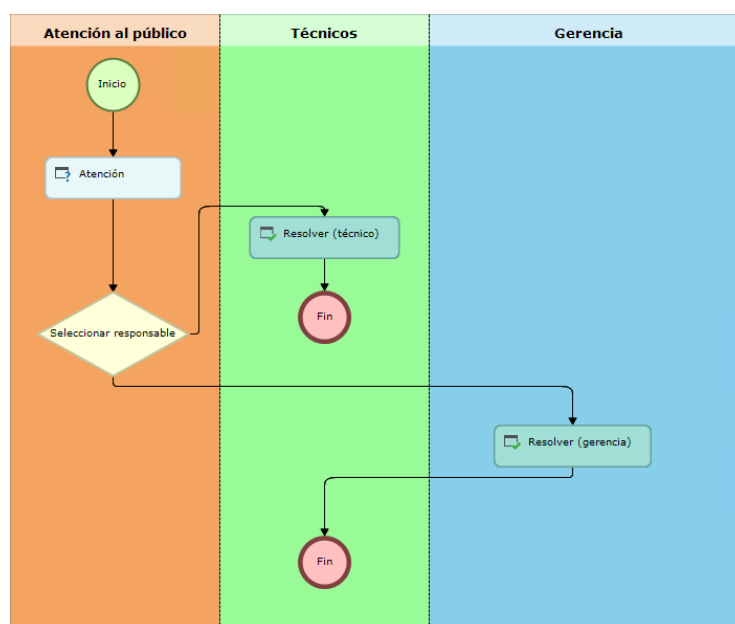 Atención al público
Técnicos
Gerencia
Inicio
Atención
Resolver (técnico)
Fin
Seleccionar responsable
Resolver (gerencia)
Fin